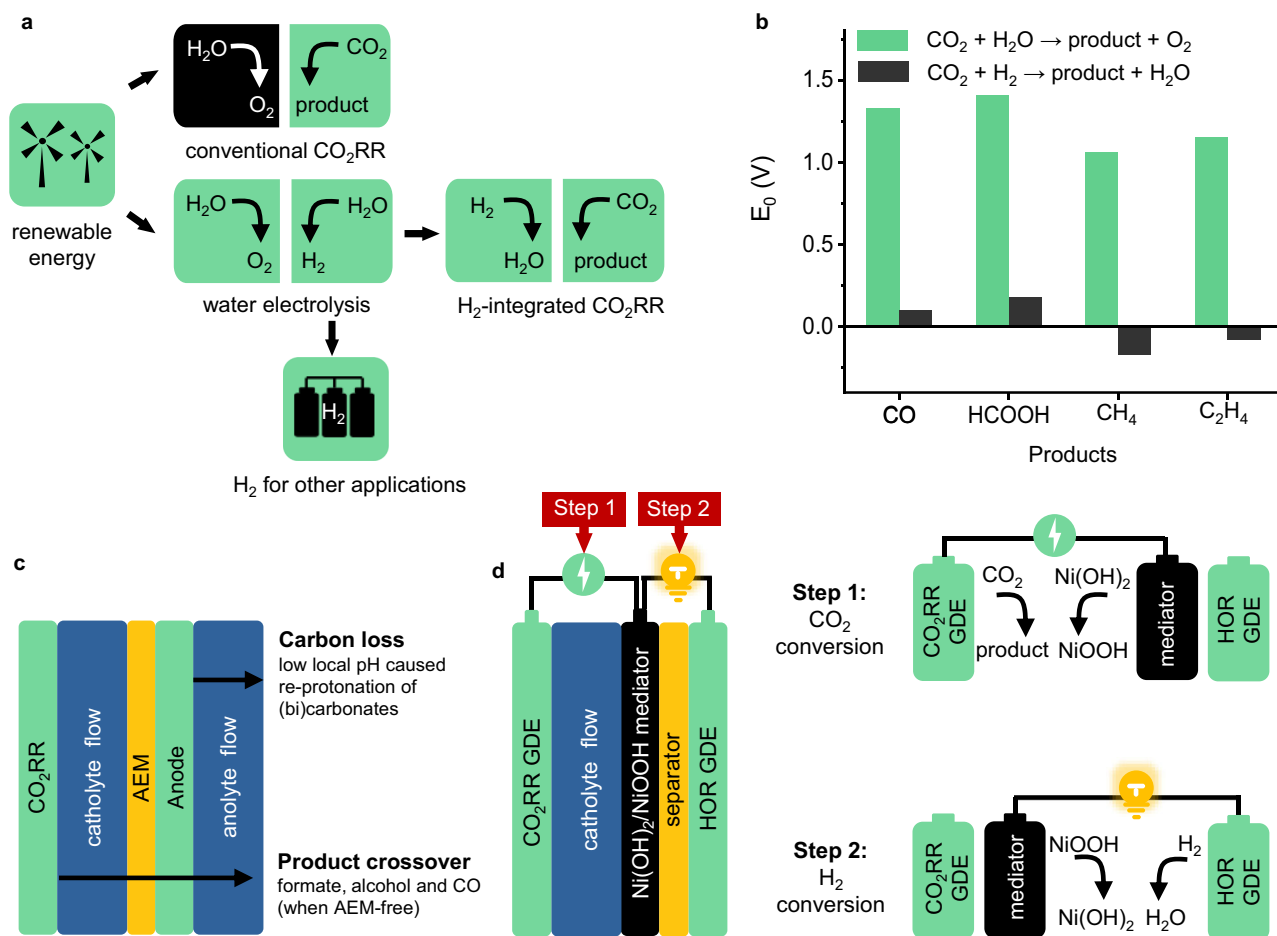 a
H₂O
CO₂
O₂
product
conventional CO₂RR
renewable
energy
H₂O
H₂O
O₂
H₂
water electrolysis
H₂
CO₂
H₂O
product
H₂-integrated CO₂RR
H₂
H₂ for other applications
b
CO₂ + H₂O → product + O₂
CO₂ + H₂ → product + H₂O
E₀ (V)
1.5
1.0
0.5
0.0
CO
HCOOH
CH₄
C₂H₄
Products
c
CO₂RR
catholyte flow
AEM
Anode
anolyte flow
Carbon loss
low local pH caused
re-protonation of
(bi)carbonates
Product crossover
formate, alcohol and CO
(when AEM-free)
d
Step 1
Step 2
CO₂RR GDE
catholyte flow
Ni(OH)₂/NiOOH mediator
separator
HOR GDE
Step 1:
CO₂
conversion
CO₂RR
GDE
CO₂
product
Ni(OH)₂
NiOOH
mediator
HOR
GDE
Step 2:
H₂
conversion
CO₂RR
GDE
mediator
NiOOH
Ni(OH)₂
H₂
H₂O
HOR
GDE